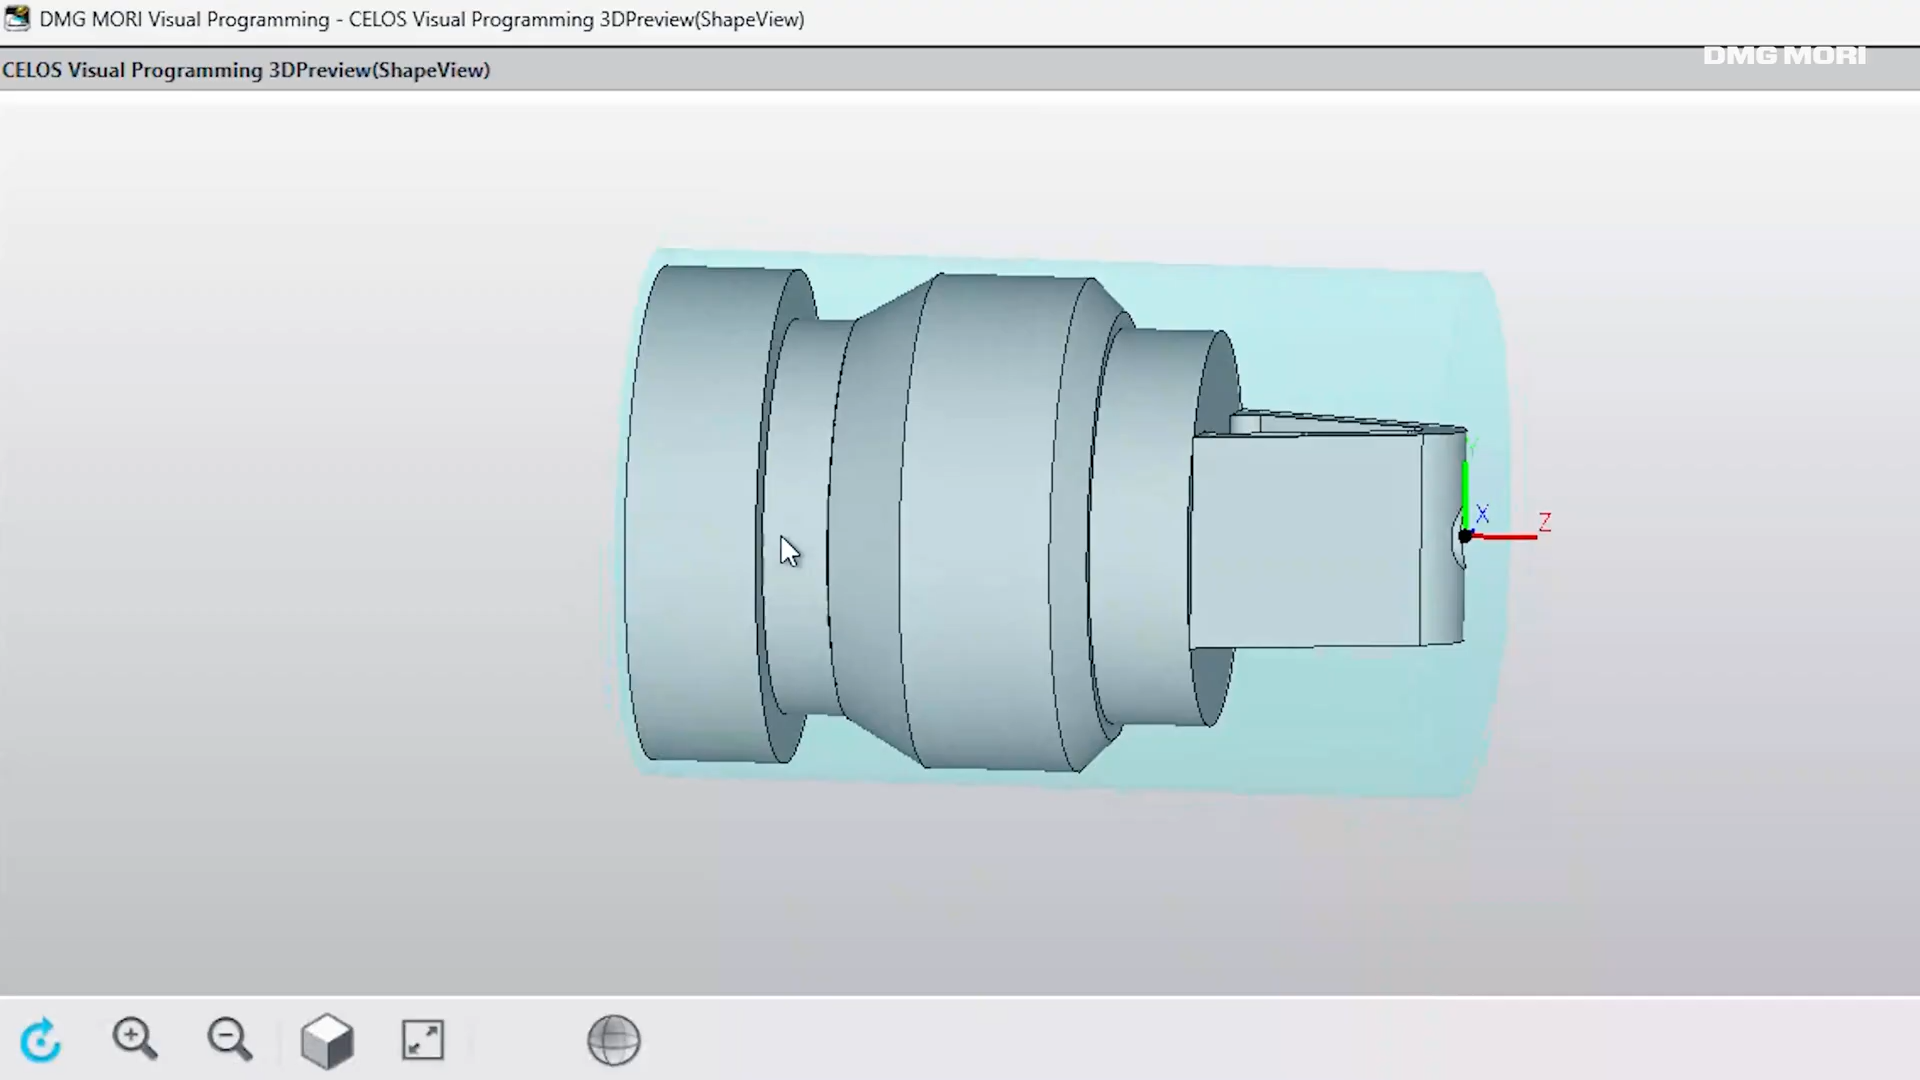 DMG MORI Visual Programming - CELOS Visual Programming 3DPreview(ShapeView)
DMG MORI
CELOS Visual Programming 3DPreview(ShapeView)
Y
X
Z